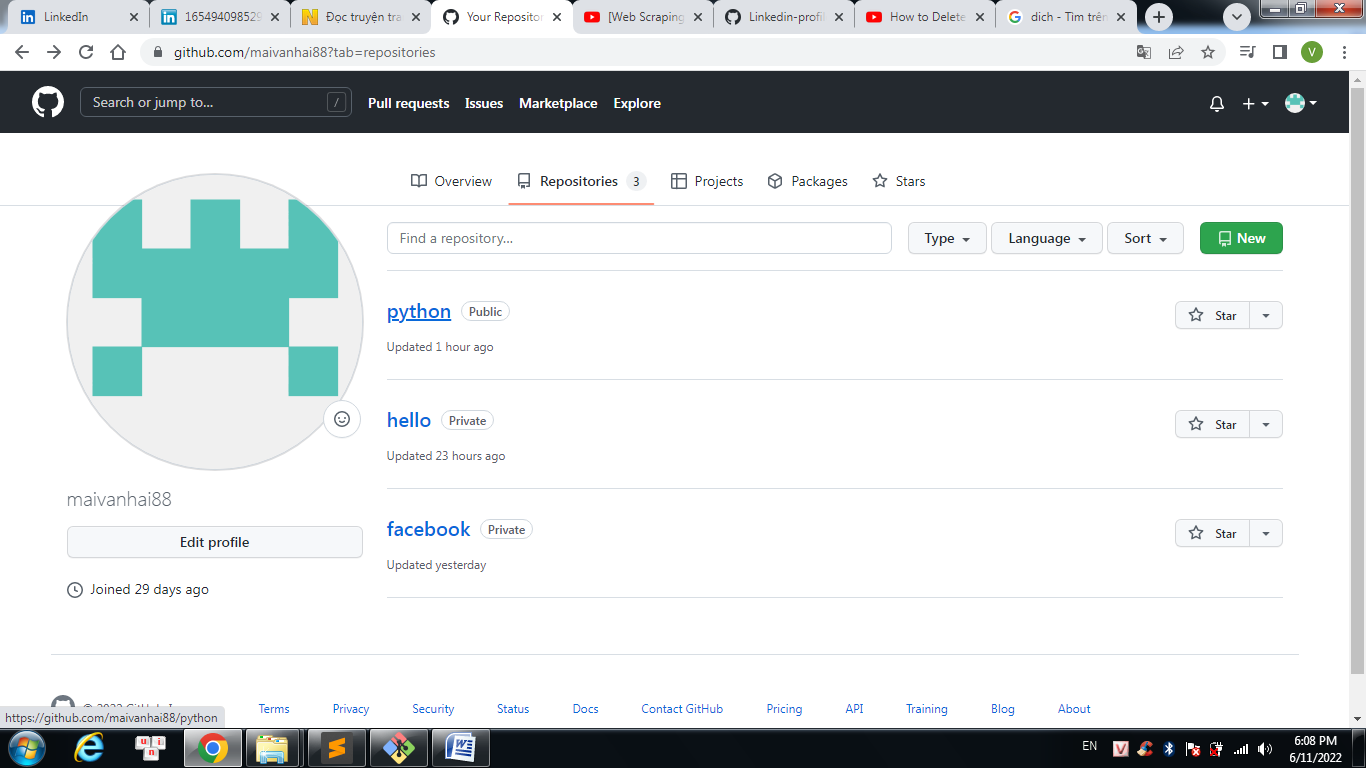 LinkedIn
165494098529
Đọc truyện tra
Your Repositor
[Web Scraping
Linkedin-profil
How to Delete
dich - Tìm trên
github.com/maivanhai88?tab=repositories
V
Search or jump to...
/
Pull requests Issues Marketplace Explore
Overview Repositories 3 Projects Packages Stars
Find a repository...
Type Language Sort New
python Public
Star
Updated 1 hour ago
hello Private
Star
Updated 23 hours ago
maivanhai88
facebook Private
Star
Edit profile
Updated yesterday
Joined 29 days ago
Terms Privacy Security Status Docs Contact GitHub Pricing API Training Blog About
https://github.com/maivanhai88/python
EN
6:08 PM
6/11/2022